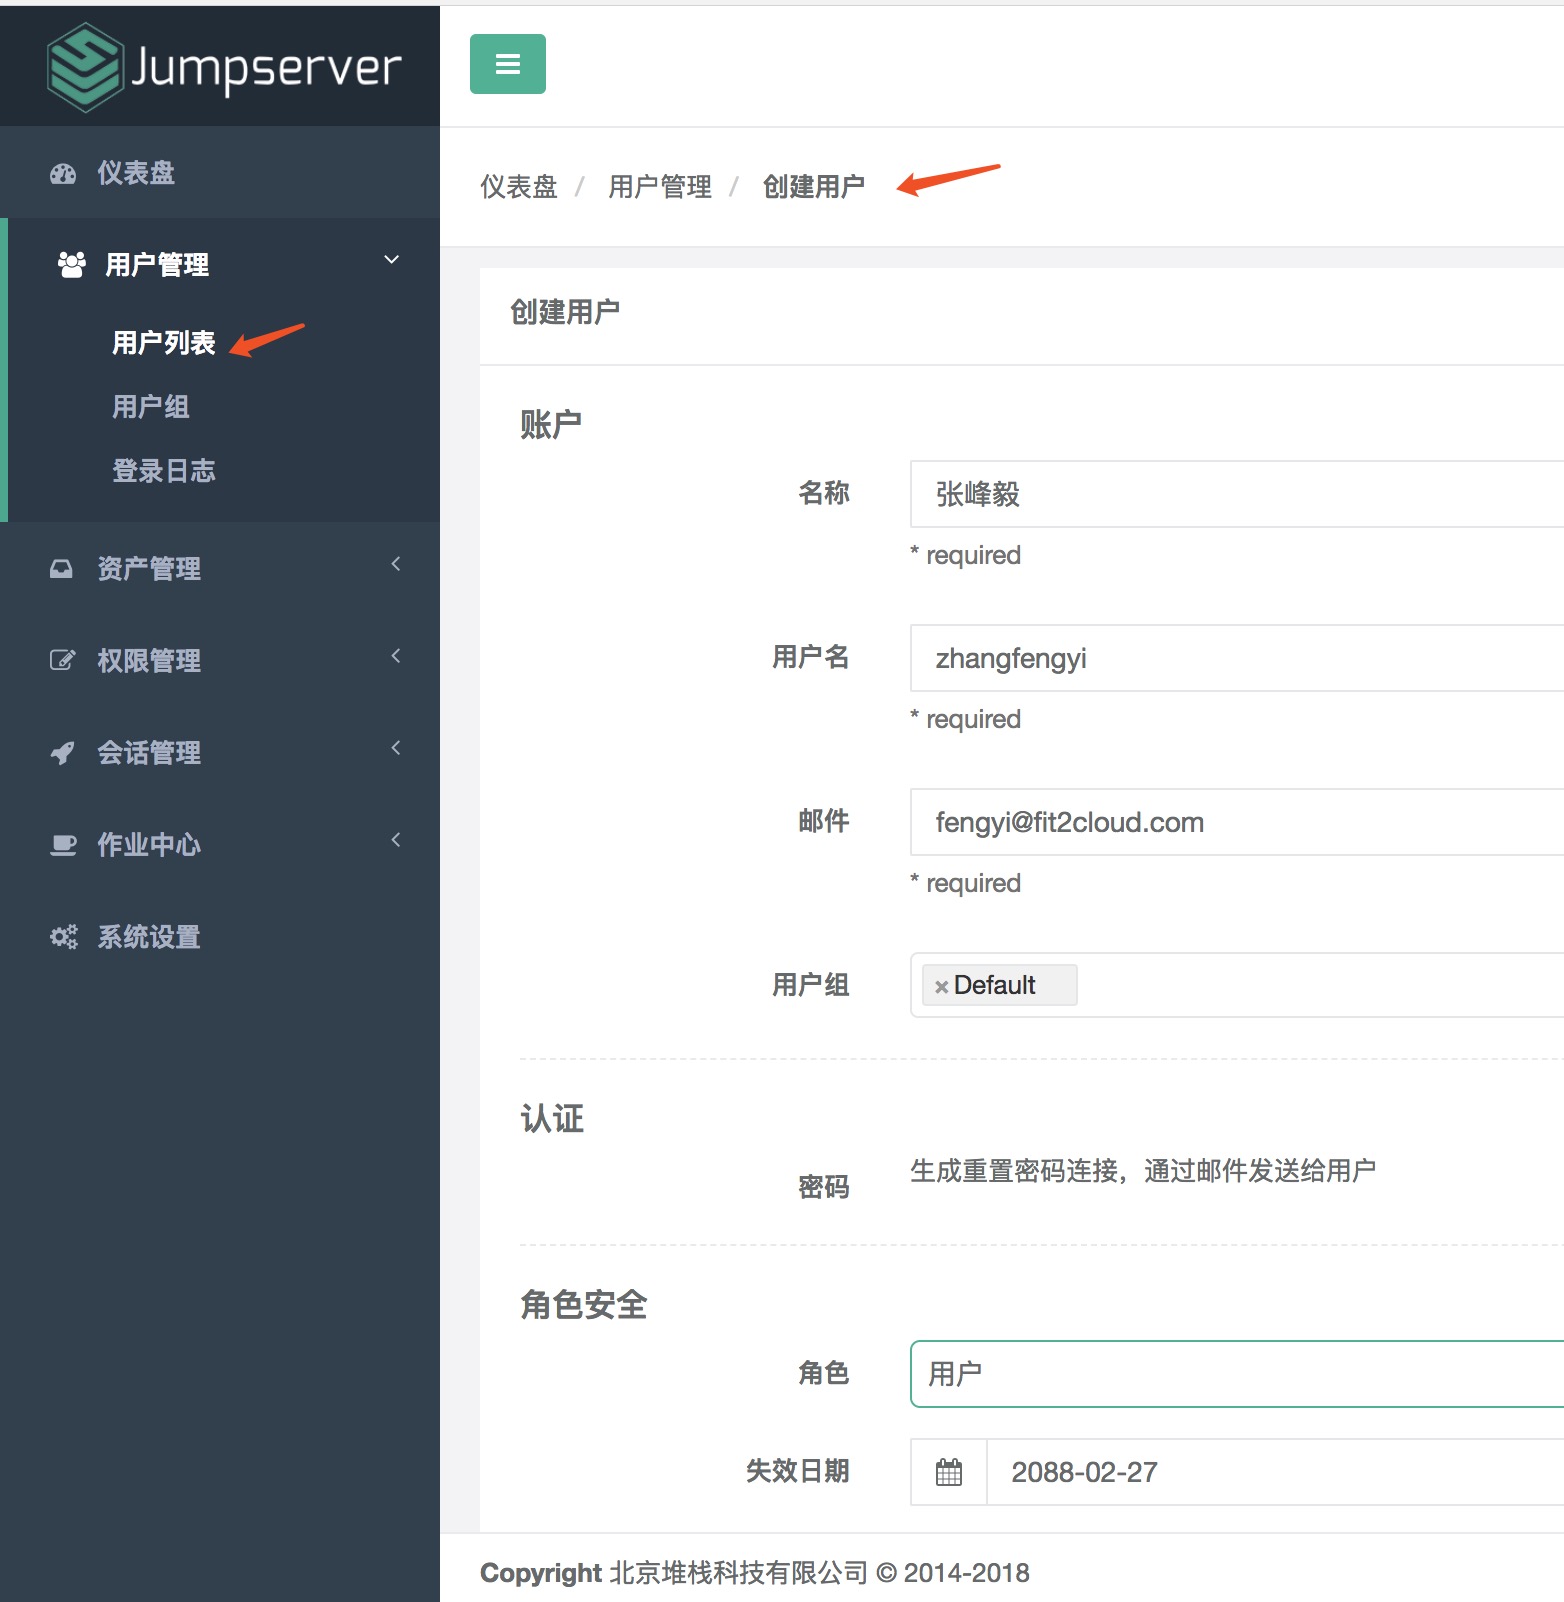 Jumpserver
仪表盘
用户管理
用户列表
用户组
登录日志
资产管理
权限管理
会话管理
作业中心
系统设置
仪表盘 / 用户管理 / 创建用户
创建用户
账户
名称 张峰毅
* required
用户名 zhangfengyi
* required
邮件 fengyi@fit2cloud.com
* required
用户组 × Default
认证
密码 生成重置密码连接，通过邮件发送给用户
角色安全
角色 用户
失效日期 2088-02-27
Copyright 北京堆栈科技有限公司 © 2014-2018